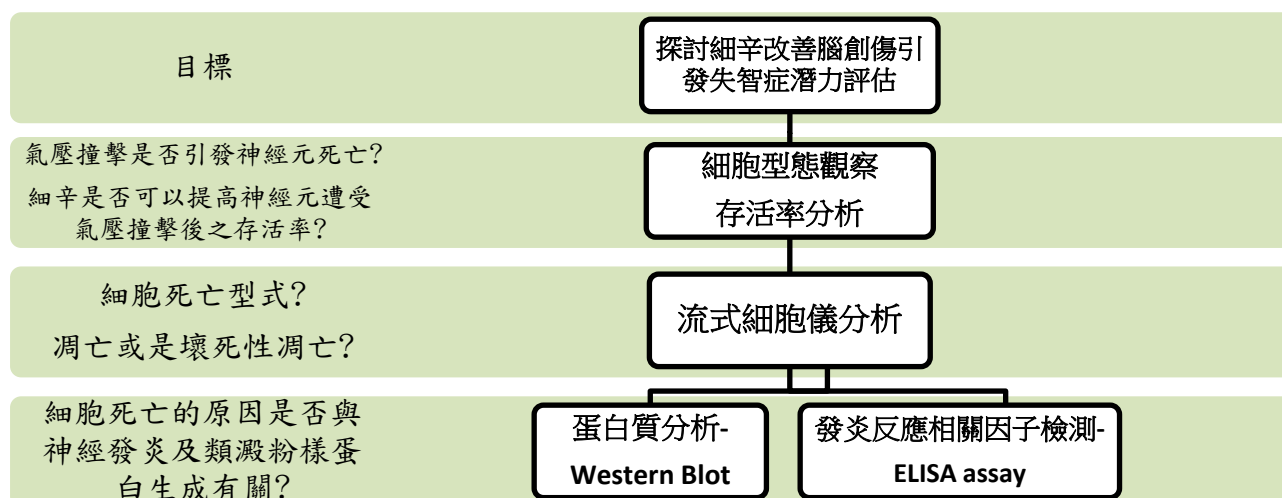 目標
探討細辛改善腦創傷引
發失智症潛力評估
氣壓撞擊是否引發神經元死亡?
細辛是否可以提高神經元遭受
氣壓撞擊後之存活率?
細胞型態觀察
存活率分析
細胞死亡型式?
凋亡或是壞死性凋亡?
流式細胞儀分析
細胞死亡的原因是否與
神經發炎及類澱粉樣蛋
白生成有關?
蛋白質分析-
Western Blot
發炎反應相關因子檢測-
ELISA assay